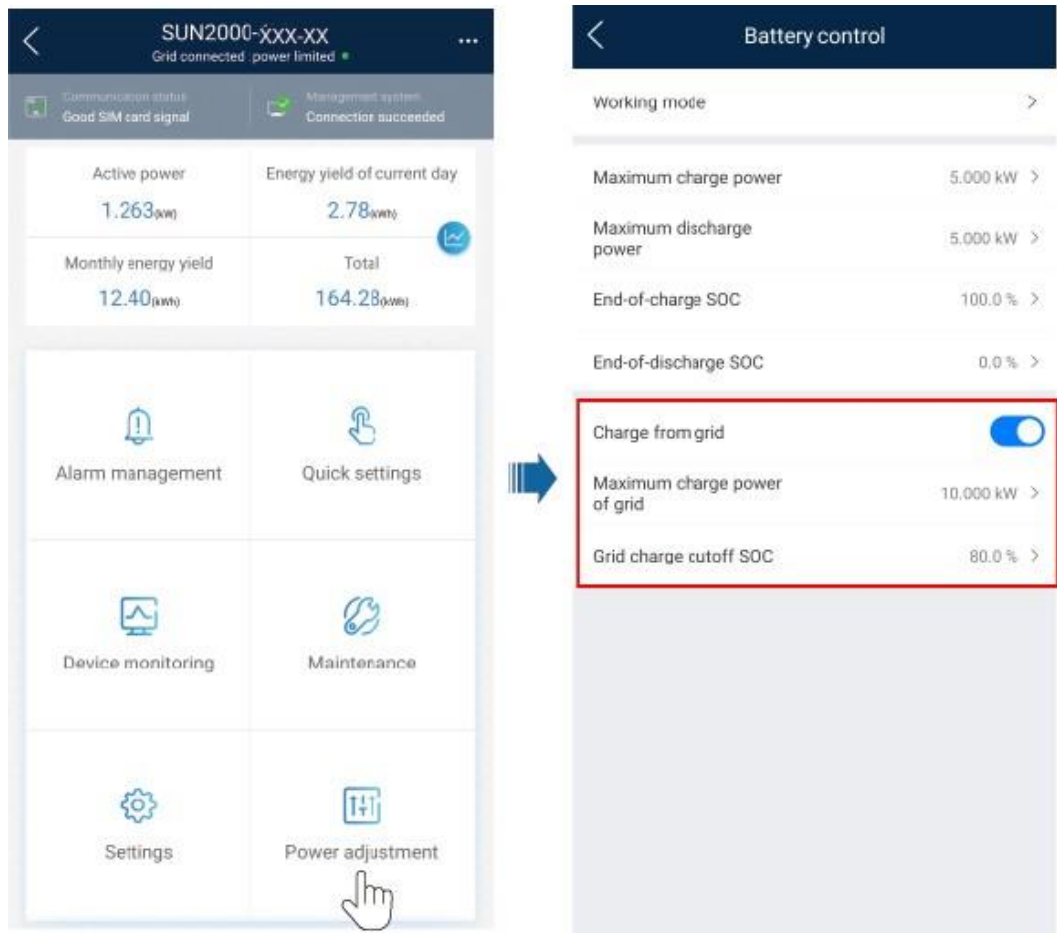 SUN2000-XXX-XX
Grid connected :power limited
Communication status
Good SIM card signal
Management system
Connection succeeded
Active power
1.263(kW)
Energy yield of current day
2.78(kWh)
Monthly energy yield
12.40(kWh)
Total
164.28(kWh)
Alarm management
Quick settings
Device monitoring
Maintenance
Settings
Power adjustment
Battery control
Working mode
Maximum charge power
5.000 kW
Maximum discharge
power
5.000 kW
End-of-charge SOC
100.0 %
End-of-discharge SOC
0.0 %
Charge from grid
Maximum charge power
of grid
10.000 kW
Grid charge cutoff SOC
80.0 %